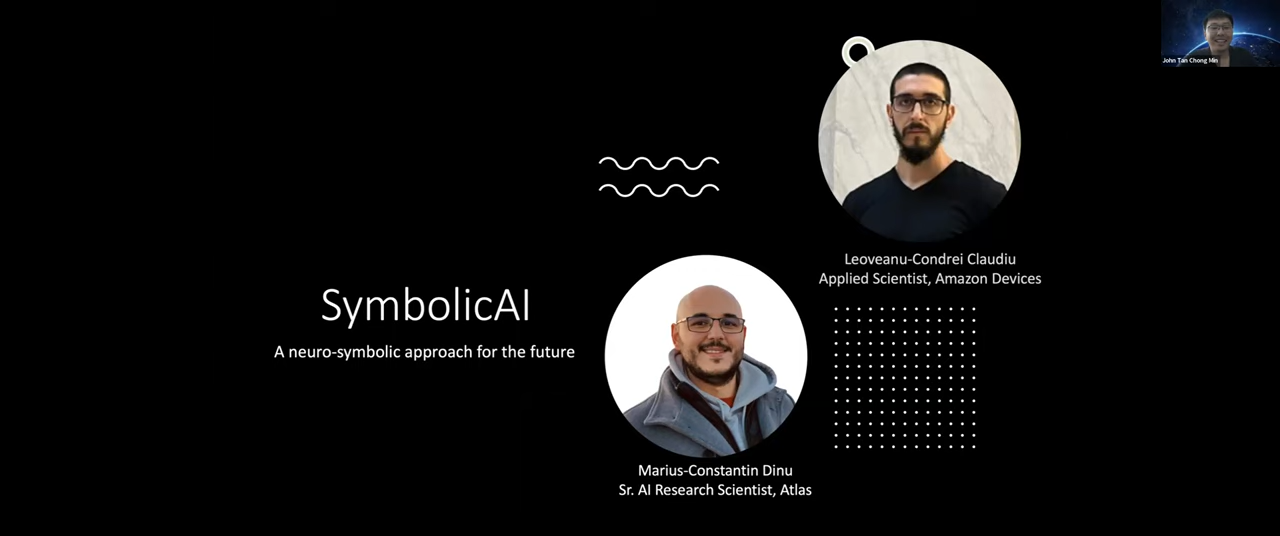 John Tan Chong Min
SymbolicAI
A neuro-symbolic approach for the future
Leoveanu-Condrei Claudiu
Applied Scientist, Amazon Devices
Marius-Constantin Dinu
Sr. AI Research Scientist, Atlas